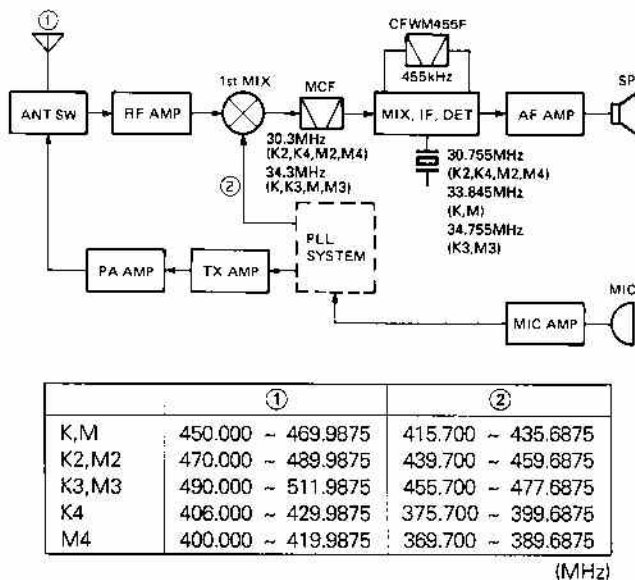 ①
CFWM455F
455kHz
1st MIX
MCF
SP
ANT SW
RF AMP
MIX, IF, DET
AF AMP
30.3MHz
(K2,K4,M2,M4)
34.3MHz
(K,K3,M,M3)
②
30.755MHz
(K2,K4,M2,M4)
33.845MHz
(K,M)
34.755MHz
(K3,M3)
PLL
SYSTEM
PA AMP
TX AMP
MIC AMP
MIC
① ②
K,M 450.000 ~ 469.9875 415.700 ~ 435.6875
K2,M2 470.000 ~ 489.9875 439.700 ~ 459.6875
K3,M3 490.000 ~ 511.9875 455.700 ~ 477.6875
K4 406.000 ~ 429.9875 375.700 ~ 399.6875
M4 400.000 ~ 419.9875 369.700 ~ 389.6875
(MHz)